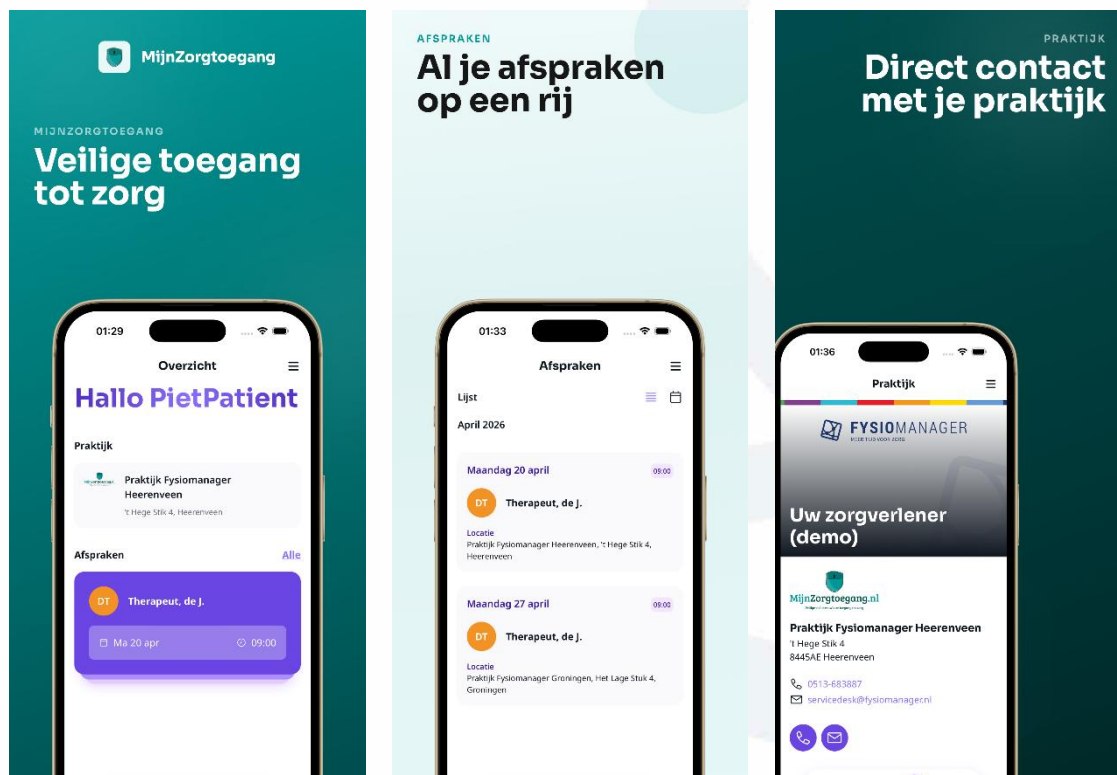 MijnZorgtoegang
MIJNZORGTOEGANG
Veilige toegang
tot zorg
01:29
Overzicht
Hallo PietPatient
Praktijk
Praktijk Fysiomanager
Heerenveen
't Hege Stik 4, Heerenveen
Afspraken Alle
DT Therapeut, de J.
Ma 20 apr 09:00
AFSPRAKEN
Al je afspraken
op een rij
01:33
Afspraken
Lijst
April 2026
Maandag 20 april 09:00
DT Therapeut, de J.
Locatie
Praktijk Fysiomanager Heerenveen, 't Hege Stik 4,
Heerenveen
Maandag 27 april 09:00
DT Therapeut, de J.
Locatie
Praktijk Fysiomanager Groningen, Het Lage Stuk 4,
Groningen
PRAKTIJK
Direct contact
met je praktijk
01:36
Praktijk
FYSIOMANAGER
MEER TIJD VOOR ZORG
Uw zorgverlener
(demo)
MijnZorgtoegang.nl
Praktijk Fysiomanager Heerenveen
't Hege Stik 4
8445AE Heerenveen
0513-683887
servicedesk@fysiomanager.nl